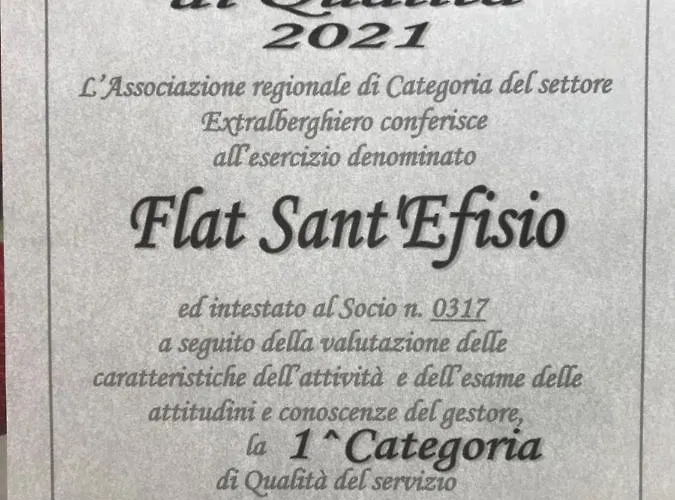 di Qualità
2021
L'Associazione regionale di Categoria del settore
Extralberghiero conferisce
all'esercizio denominato
Flat Sant'Efisio
ed intestato al Socio n. 0317
a seguito della valutazione delle
caratteristiche dell'attività e dell'esame delle
attitudini e conoscenze del gestore,
la 1^Categoria
di Qualità del servizio